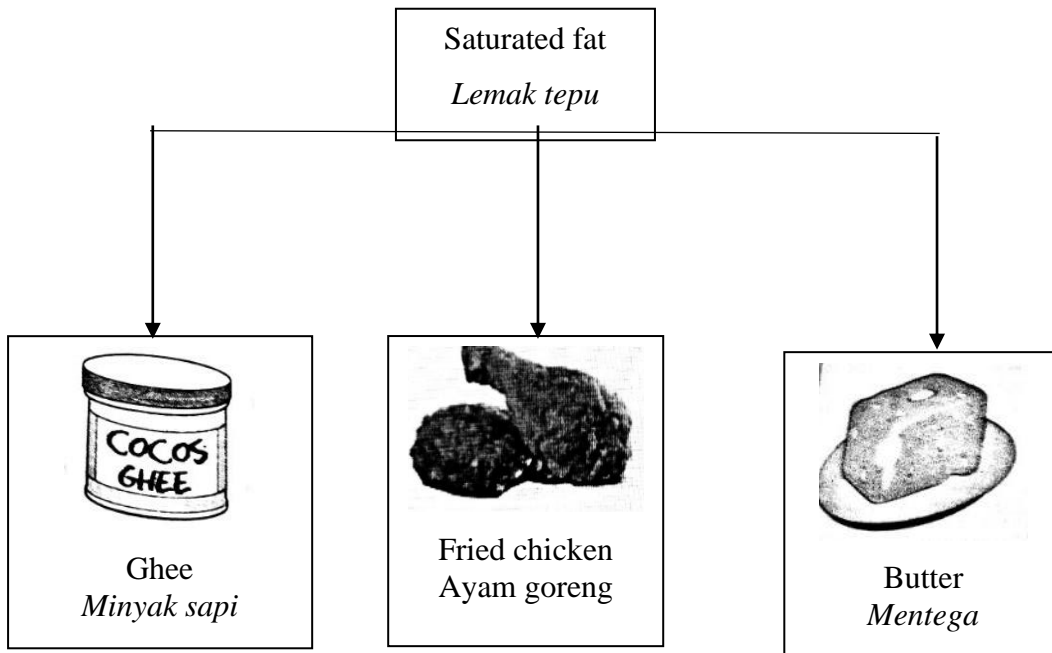 Saturated fat
Lemak tepu
COCOS
GHEE
Ghee
Minyak sapi
Fried chicken
Ayam goreng
Butter
Mentega